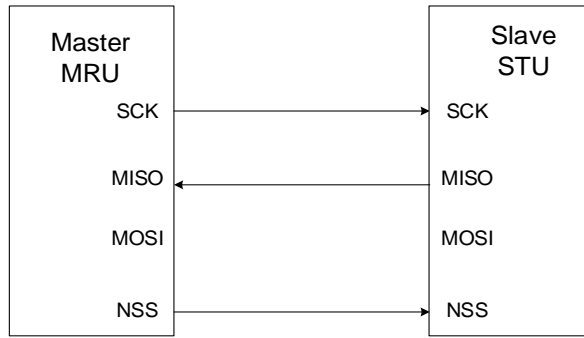 Master
MRU
SCK
MISO
MOSI
NSS
Slave
STU
SCK
MISO
MOSI
NSS